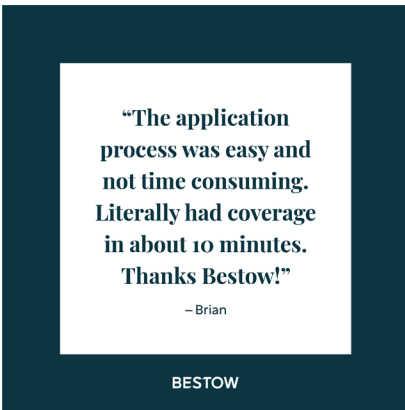 “The application
process was easy and
not time consuming.
Literally had coverage
in about 10 minutes.
Thanks Bestow!”
– Brian
BESTOW